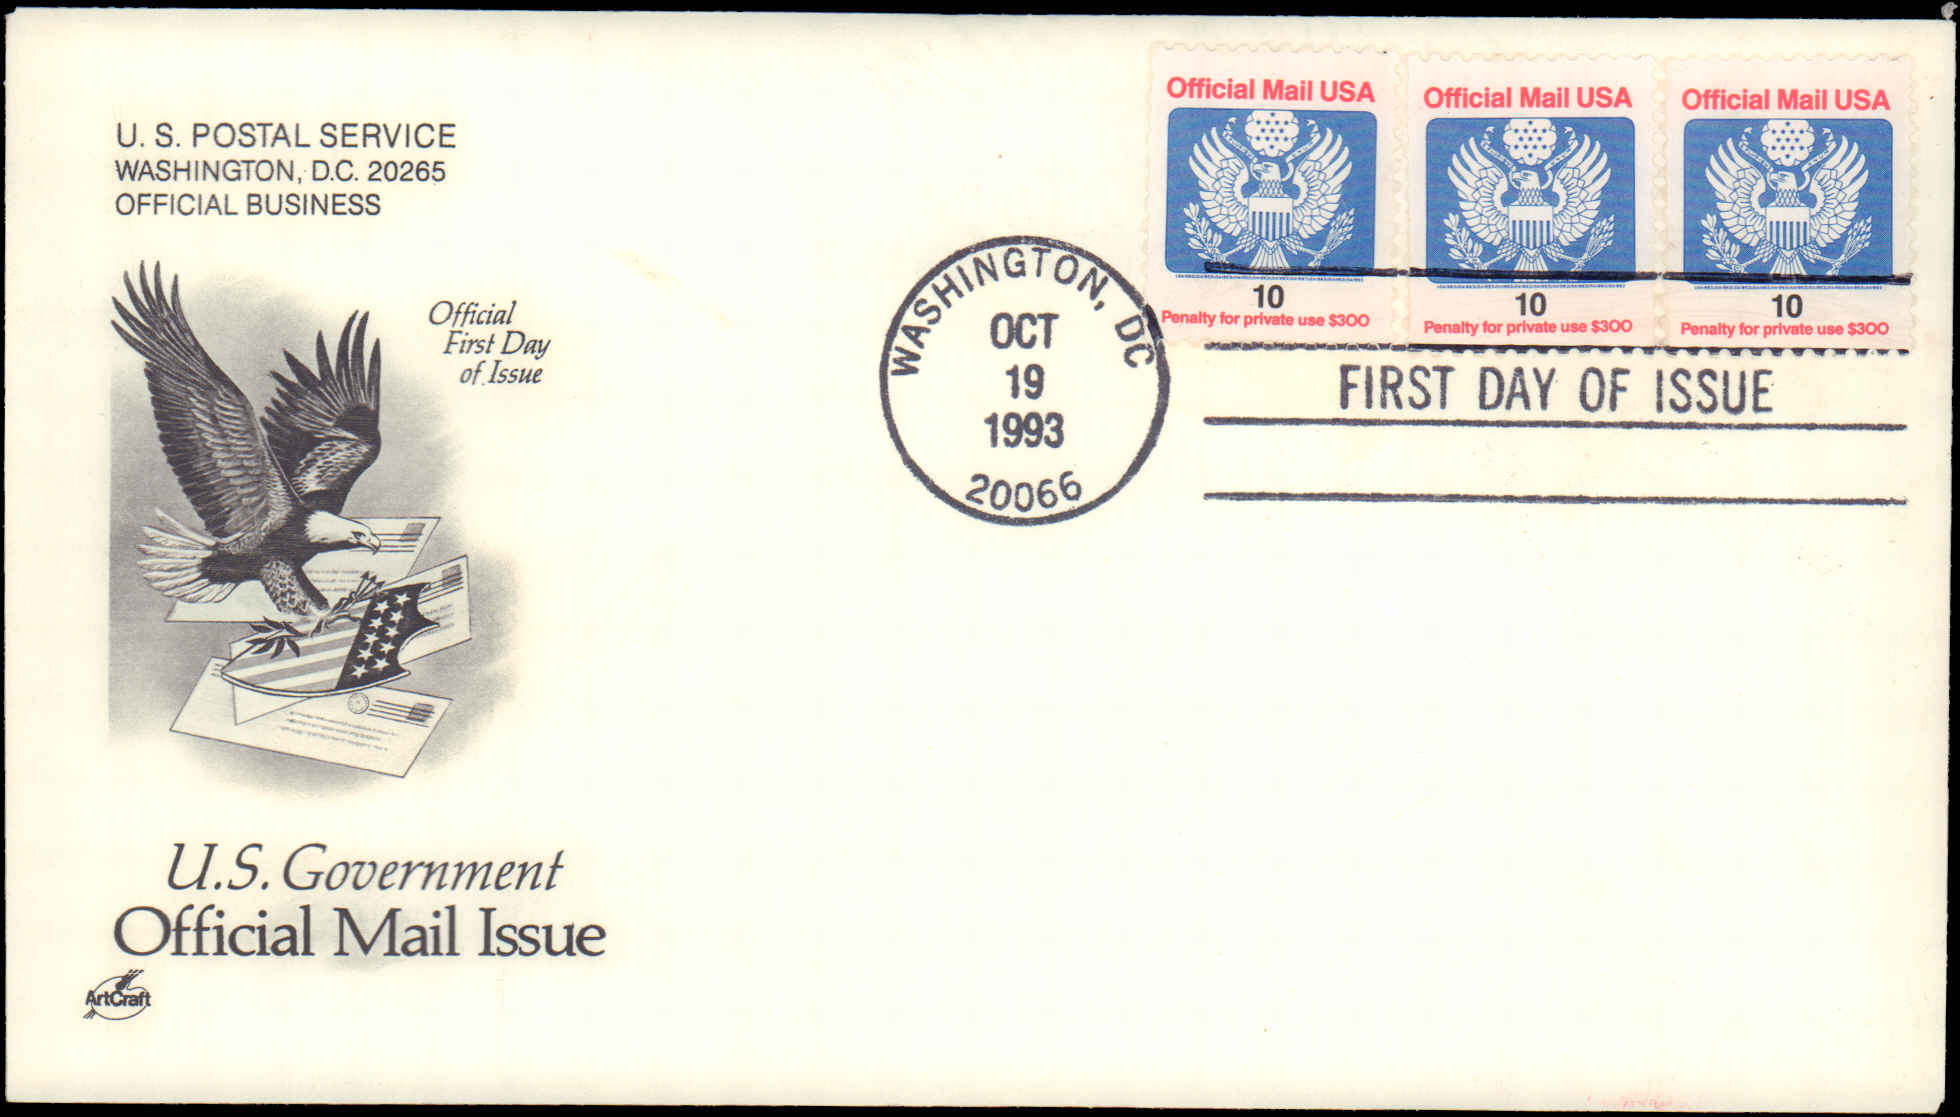 U. S. POSTAL SERVICE
WASHINGTON, D.C. 20265
OFFICIAL BUSINESS
Official
First Day
of Issue
U.S. Government
Official Mail Issue
ArtCraft
WASHINGTON, DC
OCT
19
1993
20066
Official Mail USA
10
Penalty for private use $300
Official Mail USA
10
Penalty for private use $300
Official Mail USA
10
Penalty for private use $300
FIRST DAY OF ISSUE